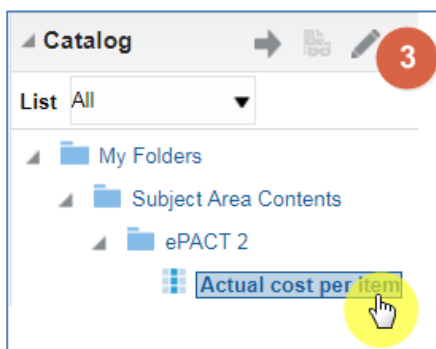 Catalog
3
List All
My Folders
Subject Area Contents
ePACT 2
Actual cost per item